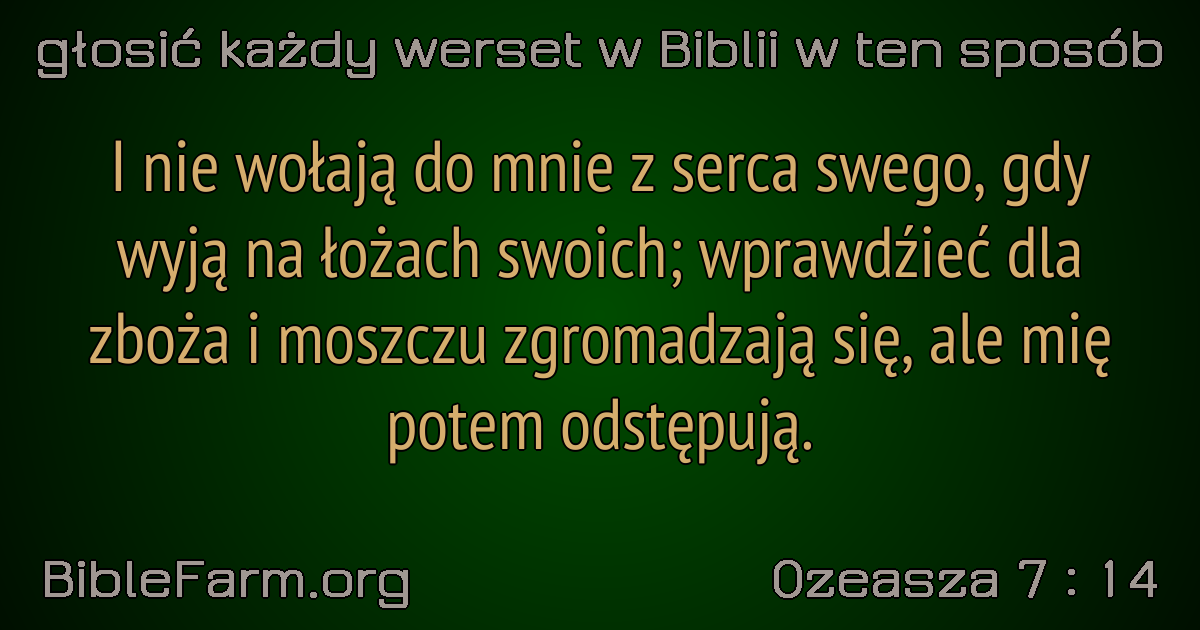 głosić każdy werset w Biblii w ten sposób
I nie wołają do mnie z serca swego, gdy
wyją na łożach swoich; wprawdźieć dla
zboża i moszczu zgromadzają się, ale mię
potem odstępują.
BibleFarm.org
Ozeasza 7 : 14